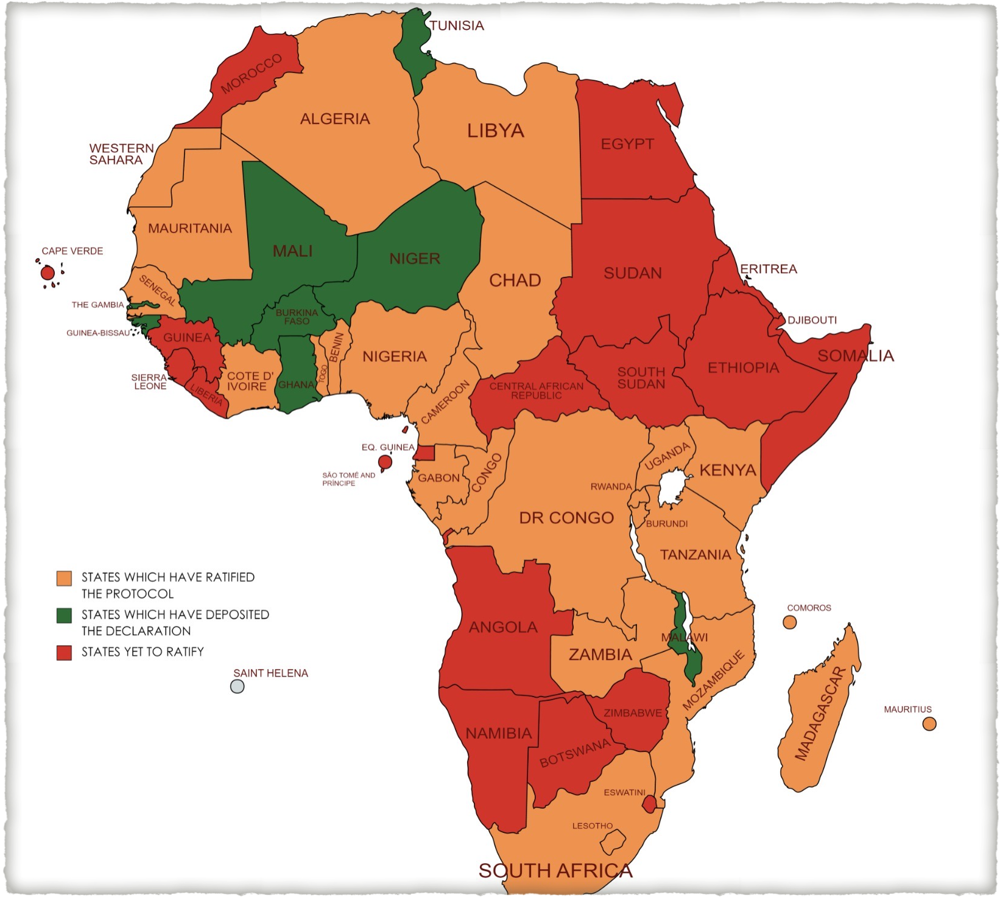 TUNISIA
MOROCCO
ALGERIA
LIBYA
EGYPT
WESTERN
SAHARA
MAURITANIA
MALI
NIGER
CHAD
SUDAN
CAPE VERDE
ERITREA
SENEGAL
THE GAMBIA
BURKINA
FASO
DJIBOUTI
GUINEA-BISSAU
GUINEA
BENIN
NIGERIA
SOMALIA
SIERRA
LEONE
LIBERIA
COTE D'
IVOIRE
GHANA
TOGO
CAMEROON
CENTRAL AFRICAN
REPUBLIC
SOUTH
SUDAN
ETHIOPIA
EQ. GUINEA
SÃO TOMÉ AND
PRÍNCIPE
GABON
CONGO
UGANDA
KENYA
RWANDA
DR CONGO
BURUNDI
TANZANIA
STATES WHICH HAVE RATIFIED
THE PROTOCOL
STATES WHICH HAVE DEPOSITED
THE DECLARATION
STATES YET TO RATIFY
COMOROS
ANGOLA
MALAWI
ZAMBIA
SAINT HELENA
MOZAMBIQUE
MADAGASCAR
MAURITIUS
ZIMBABWE
NAMIBIA
BOTSWANA
ESWATINI
LESOTHO
SOUTH AFRICA